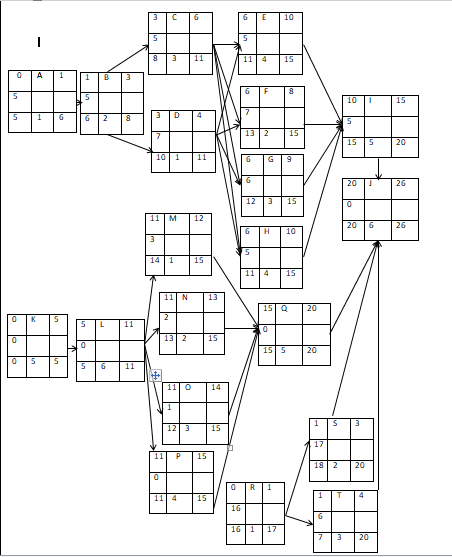 3 C 6
5
8 3 11
6 E 10
5
11 4 15
0 A 1
5
5 1 6
1 B 3
5
6 2 8
3 D 4
7
10 1 11
6 F 8
7
13 2 15
6 G 9
6
12 3 15
6 H 10
5
11 4 15
10 I 15
5
15 5 20
20 J 26
0
20 6 26
11 M 12
3
14 1 15
0 K 5
0
0 5 5
5 L 11
0
5 6 11
11 N 13
2
13 2 15
11 O 14
1
12 3 15
11 P 15
0
11 4 15
15 Q 20
0
15 5 20
0 R 1
16
16 1 17
1 S 3
17
18 2 20
1 T 4
6
7 3 20